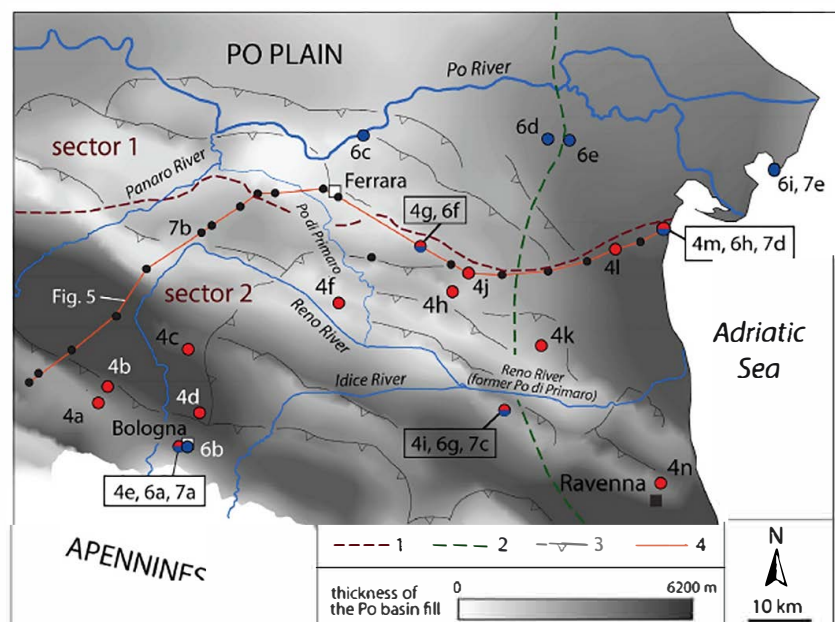 PO PLAIN
Po River
sector 1
6c
6d
6e
Panaro River
6i, 7e
Ferrara
4g, 6f
7b
Po di Primaro
4m, 6h, 7d
4l
sector 2
4j
Fig. 5
4f
4h
Reno River
4k
Adriatic
Sea
4c
4b
Idice River
Reno River
(former Po di Primaro)
4a
4d
Bologna
6b
4i, 6g, 7c
4n
Ravenna
4e, 6a, 7a
APENNINES
1
2
3
4
N
thickness of
the Po basin fill
0
6200 m
10 km